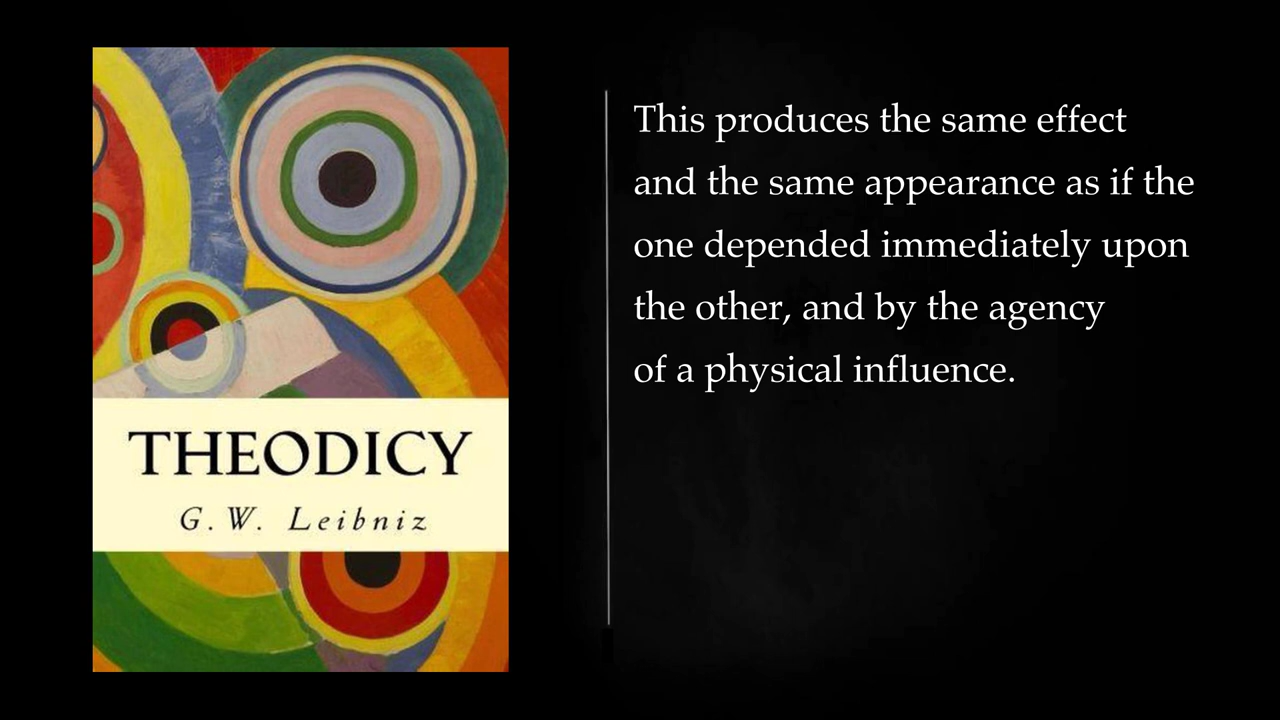 THEODICY
G. W. Leibniz
This produces the same effect
and the same appearance as if the
one depended immediately upon
the other, and by the agency
of a physical influence.